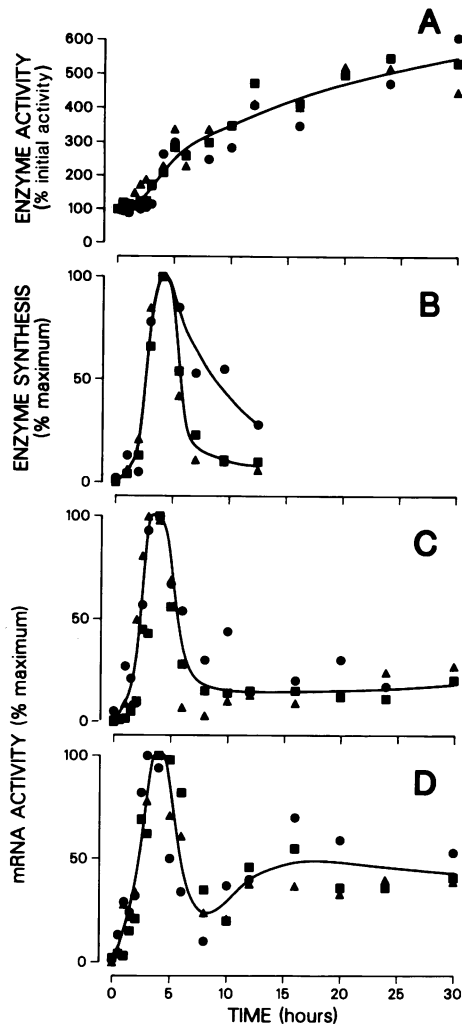 A
ENZYME ACTIVITY
(% initial activity)
600
500
400
300
200
100
0
B
ENZYME SYNTHESIS
(% maximum)
100
50
0
C
mRNA ACTIVITY (% maximum)
100
50
0
D
100
50
0
0 5 10 15 20 25 30
TIME (hours)